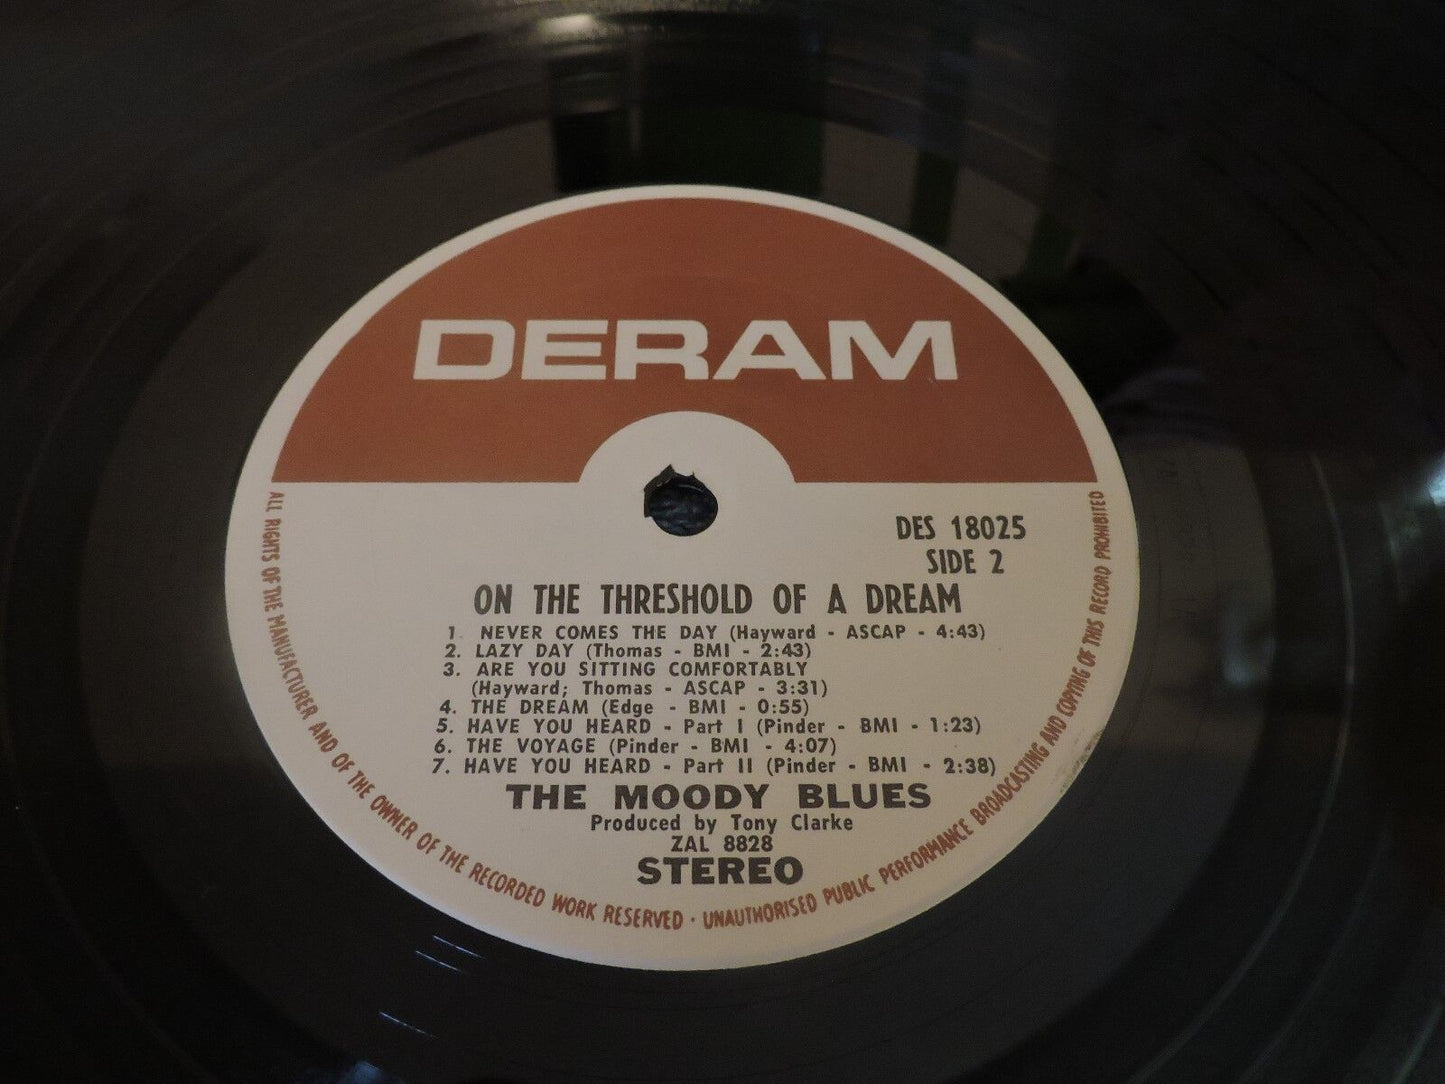 DERAM
DES 18025
SIDE 2
ON THE THRESHOLD OF A DREAM
1. NEVER COMES THE DAY (Hayward - ASCAP - 4:43)
2. LAZY DAY (Thomas - BMI - 2:43)
3. ARE YOU SITTING COMFORTABLY
(Hayward; Thomas - ASCAP - 3:31)
4. THE DREAM (Edge - BMI - 0:55)
5. HAVE YOU HEARD - Part I (Pinder - BMI - 1:23)
6. THE VOYAGE (Pinder - BMI - 4:07)
7. HAVE YOU HEARD - Part II (Pinder - BMI - 2:38)
THE MOODY BLUES
Produced by Tony Clarke
ZAL 8828
STEREO
ALL RIGHTS OF THE MANUFACTURER AND OF THE OWNER OF THE RECORDED WORK RESERVED · UNAUTHORISED PUBLIC PERFORMANCE BROADCASTING AND COPYING OF THIS RECORD PROHIBITED